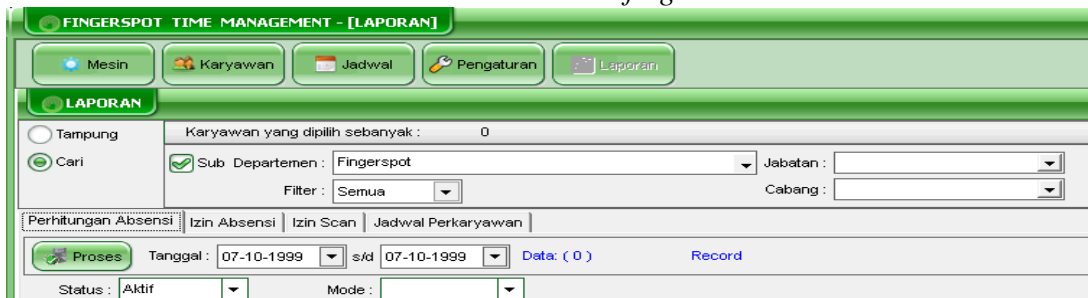 FINGERSPOT TIME MANAGEMENT - [LAPORAN]
Mesin Karyawan Jadwal Pengaturan Laporan
LAPORAN
Tampung Karyawan yang dipilih sebanyak : 0
Cari Sub Departemen : Fingerspot Jabatan :
Filter : Semua Cabang :
Perhitungan Absensi Izin Absensi Izin Scan Jadwal Perkaryawan
Proses Tanggal : 07-10-1999 s/d 07-10-1999 Data: ( 0 ) Record
Status : Aktif Mode :